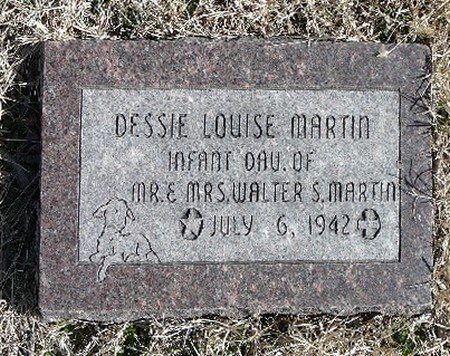 DESSIE LOUISE MARTIN
INFANT DAU. OF
MR. & MRS. WALTER S. MARTIN
JULY 6, 1942